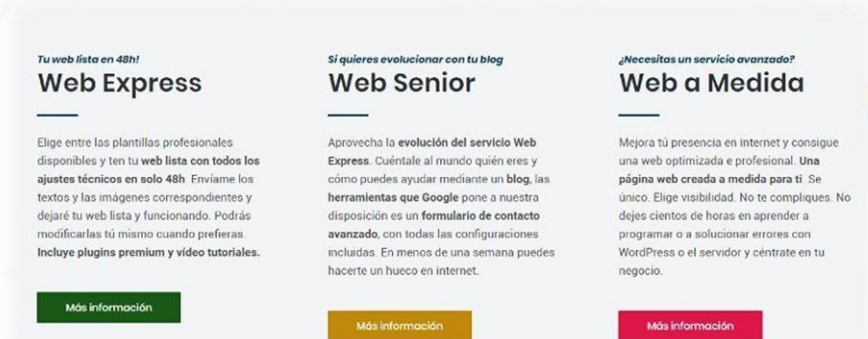 Tu web lista en 48h!
Web Express
Elige entre las plantillas profesionales
disponibles y ten tu web lista con todos los
ajustes técnicos en solo 48h. Envíame los
textos y las imágenes correspondientes y
dejaré tu web lista y funcionando. Podrás
modificarlas tú mismo cuando prefieras.
Incluye plugins premium y vídeo tutoriales.
Más información
Si quieres evolucionar con tu blog
Web Senior
Aprovecha la evolución del servicio Web
Express. Cuéntale al mundo quién eres y
cómo puedes ayudar mediante un blog, las
herramientas que Google pone a nuestra
disposición es un formulario de contacto
avanzado, con todas las configuraciones
incluidas. En menos de una semana puedes
hacerte un hueco en internet.
Más información
¿Necesitas un servicio avanzado?
Web a Medida
Mejora tú presencia en internet y consigue
una web optimizada e profesional. Una
página web creada a medida para ti. Se
único. Elige visibilidad. No te compliques. No
dejes cientos de horas en aprender a
programar o a solucionar errores con
WordPress o el servidor y céntrate en tu
negocio.
Más información